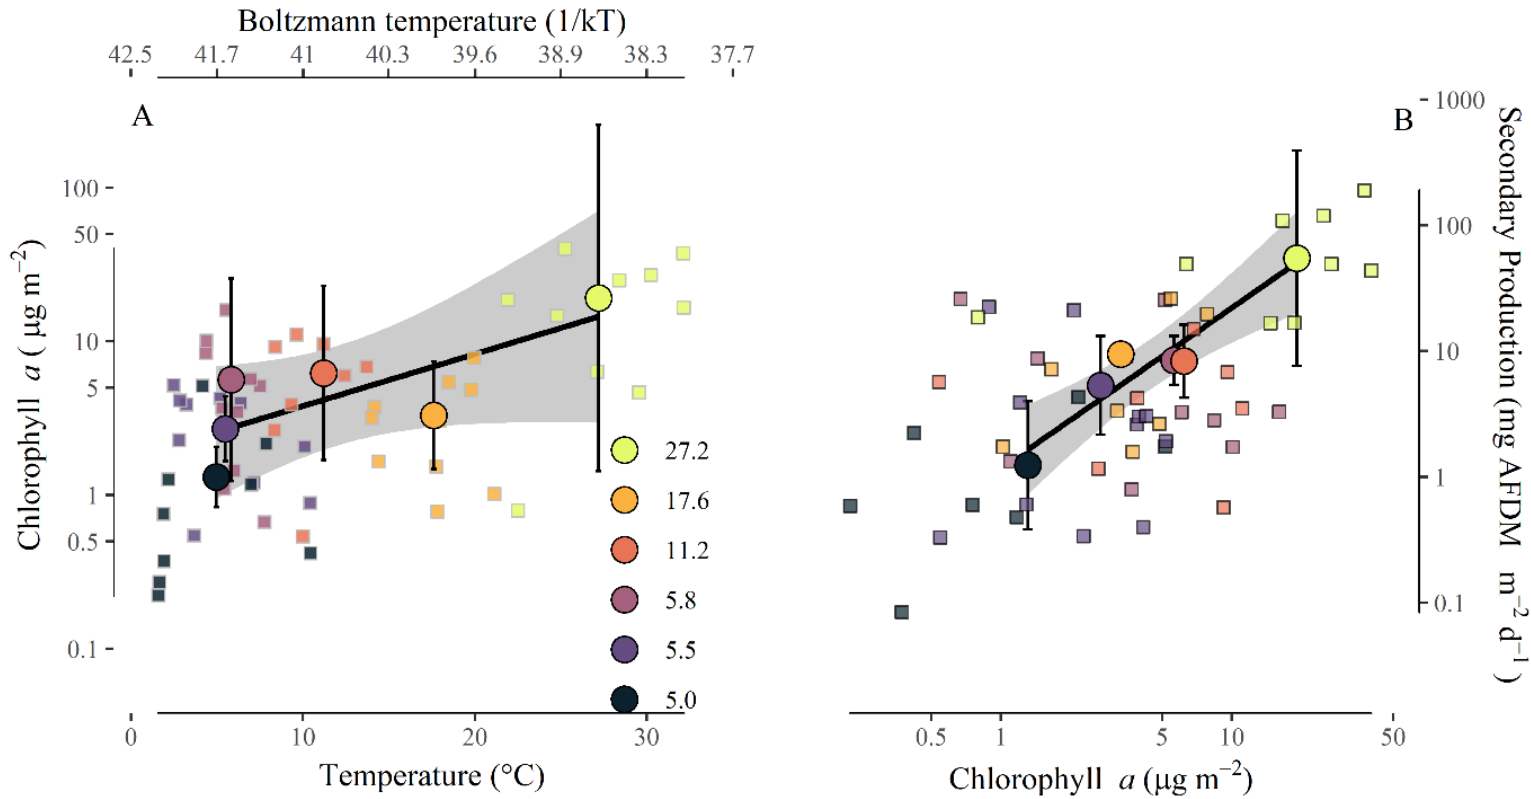 Boltzmann temperature (1/kT)
42.5 41.7 41 40.3 39.6 38.9 38.3 37.7
A
Chlorophyll a ( μg m⁻²)
100
50
10
5
1
0.5
0.1
27.2
17.6
11.2
5.8
5.5
5.0
0 10 20 30
Temperature (°C)
B
1000
100
10
1
0.1
Secondary Production (mg AFDM m⁻² d⁻¹)
0.5 1 5 10 50
Chlorophyll a (μg m⁻²)